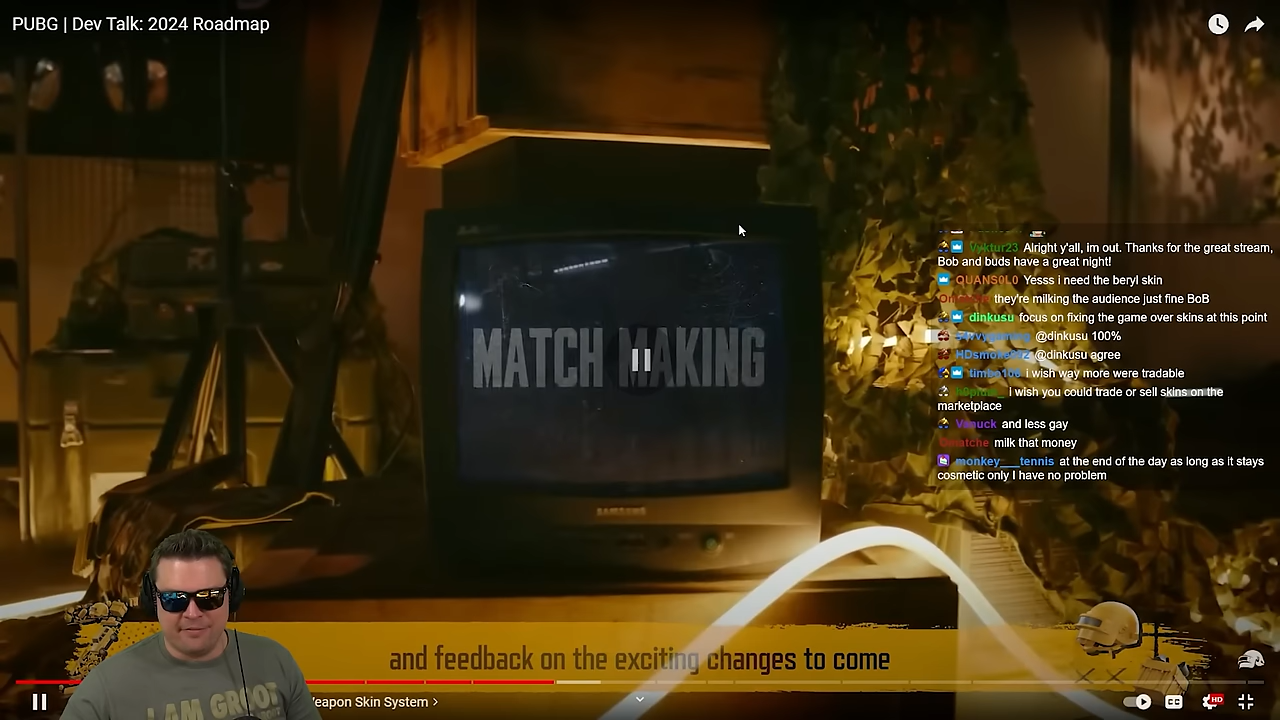 PUBG | Dev Talk: 2024 Roadmap
Vyktur23 Alright y'all, im out. Thanks for the great stream,
Bob and buds have a great night!
QUANS0L0 Yesss i need the beryl skin
they're milking the audience just fine BoB
dinkusu focus on fixing the game over skins at this point
@dinkusu 100%
@dinkusu agree
timbo108 i wish way more were tradable
i wish you could trade or sell skins on the
marketplace
and less gay
milk that money
monkey___tennis at the end of the day as long as it stays
cosmetic only I have no problem
MATCH MAKING
SAMSUNG
I AM GROOT
and feedback on the exciting changes to come
eapon Skin System >
CC
HD